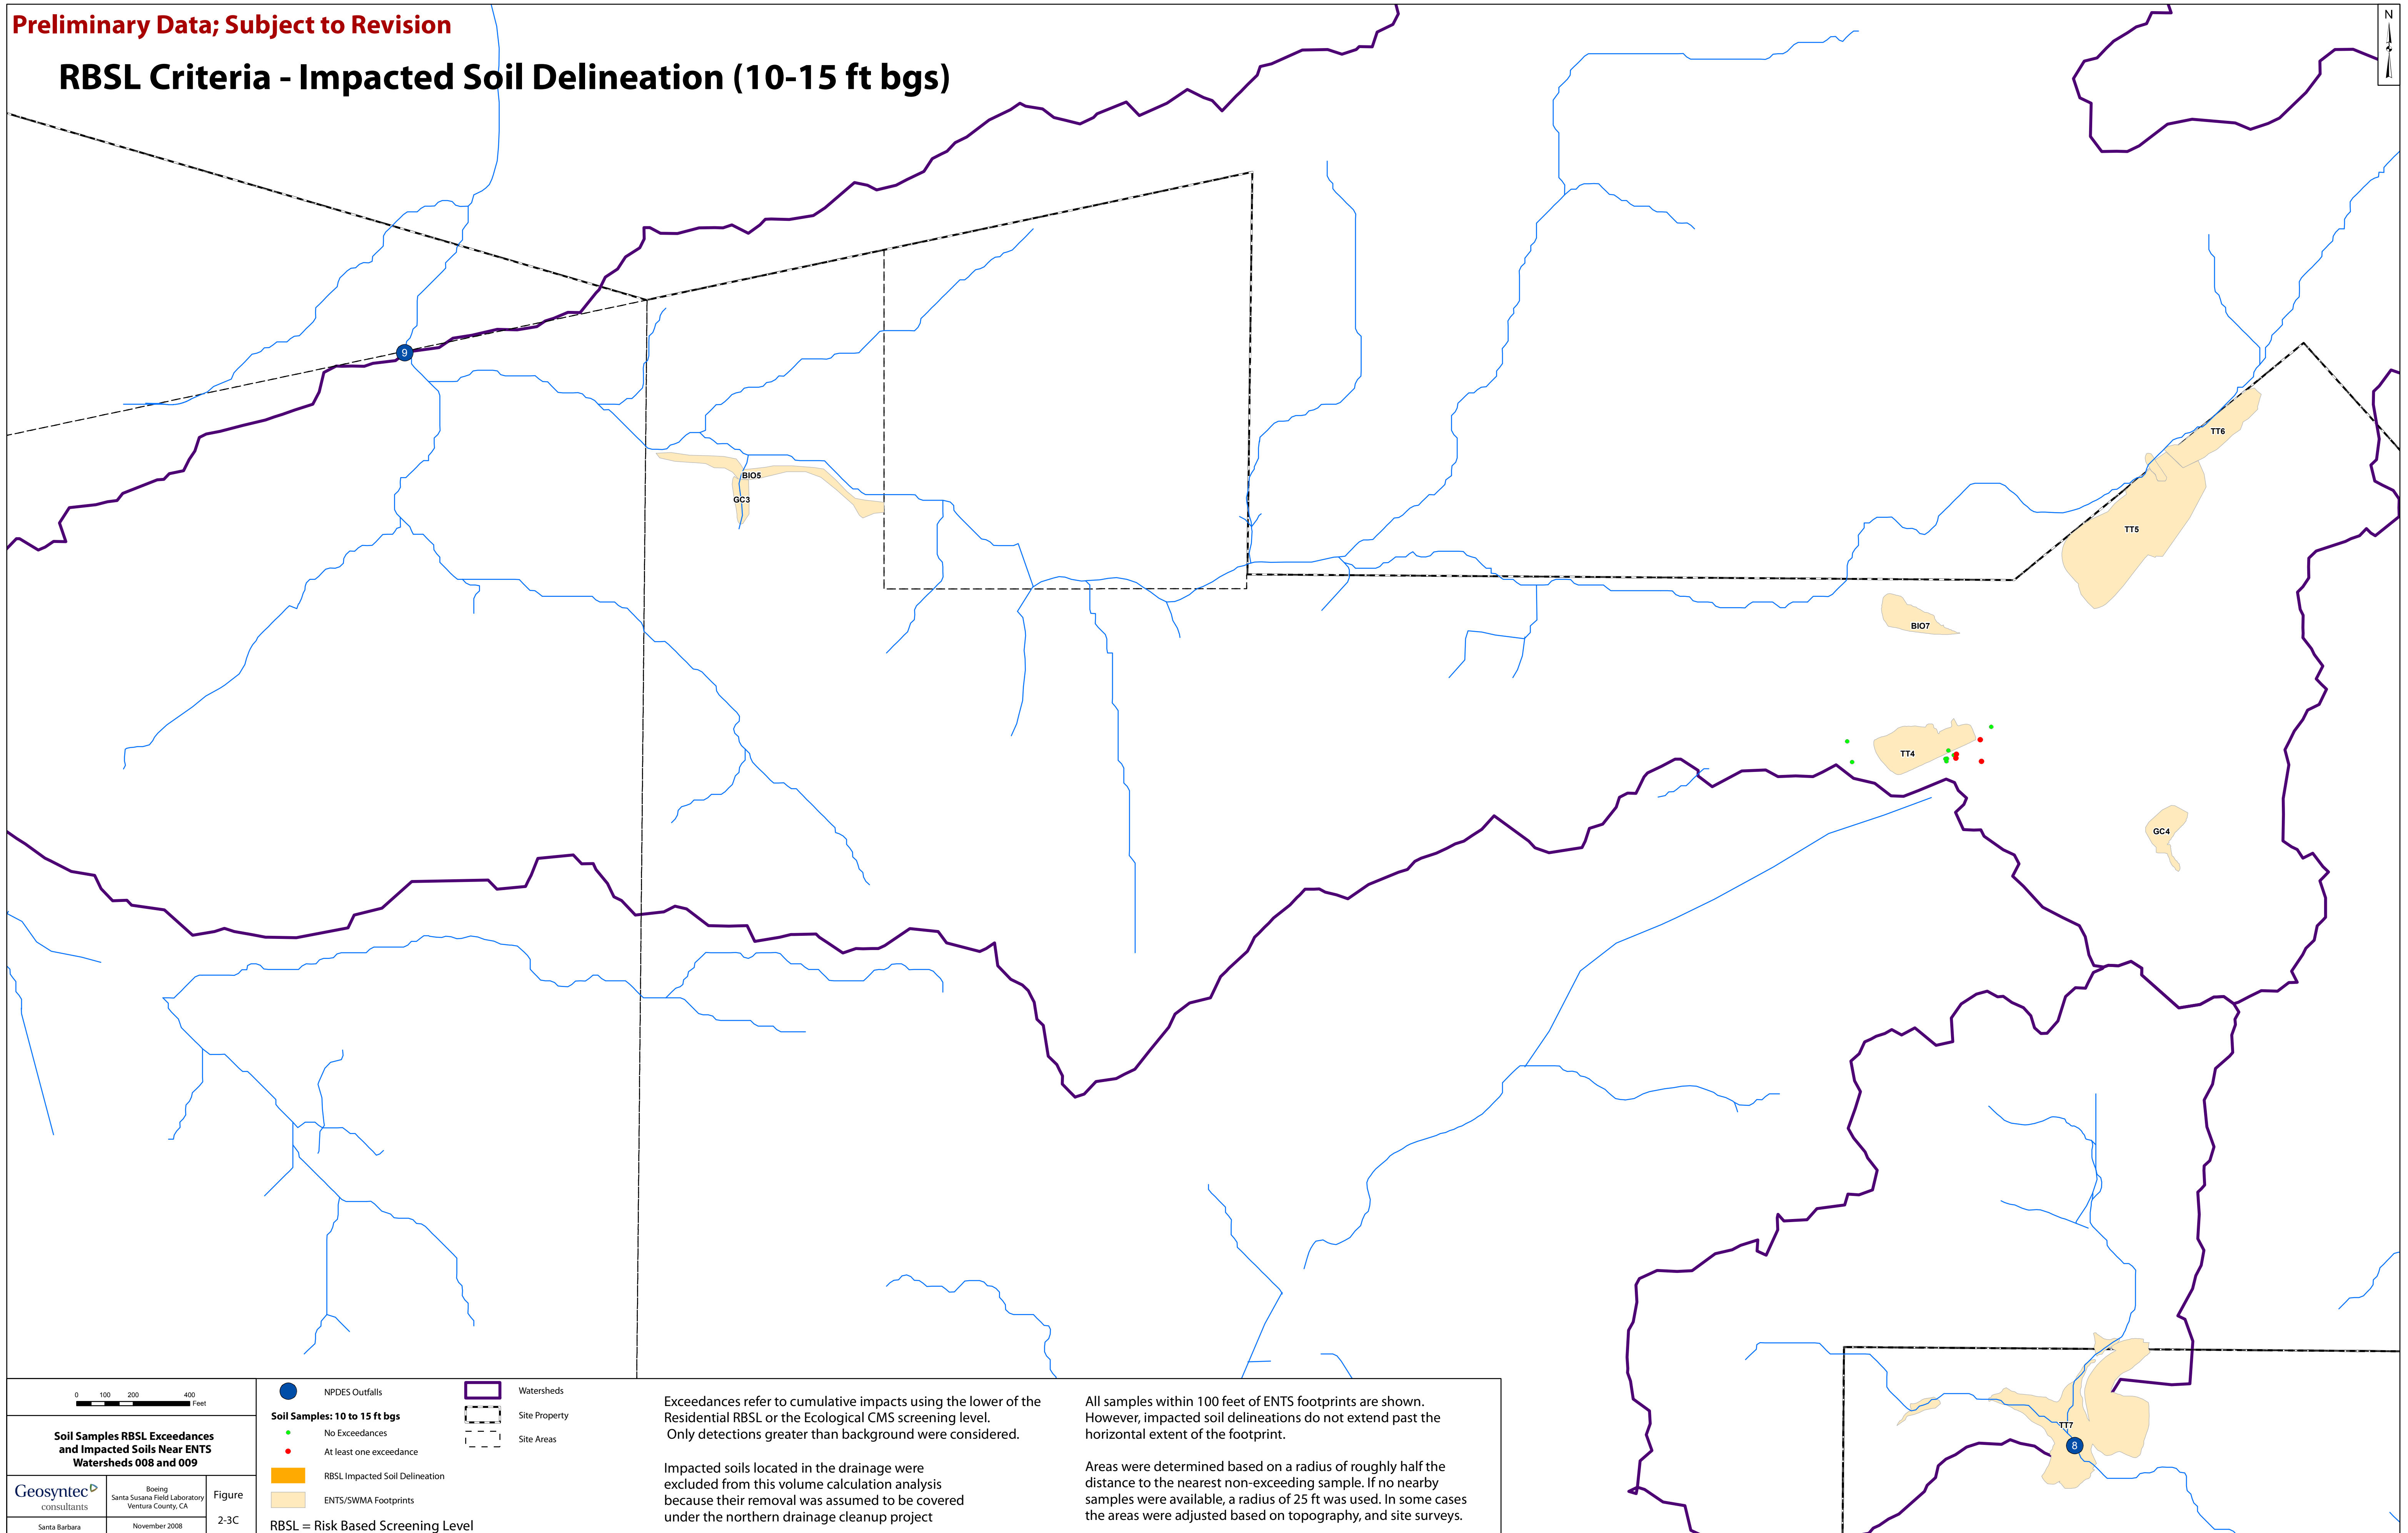 Preliminary Data; Subject to Revision
RBSL Criteria - Impacted Soil Delineation (10-15 ft bgs)
N
9
BIO5
GC3
TT6
TT5
BIO7
TT4
GC4
TT7
8
0 100 200 400
Feet
Soil Samples RBSL Exceedances
and Impacted Soils Near ENTS
Watersheds 008 and 009
Geosyntec
consultants
Boeing
Santa Susana Field Laboratory
Ventura County, CA
Figure
2-3C
Santa Barbara
November 2008
NPDES Outfalls
Soil Samples: 10 to 15 ft bgs
No Exceedances
At least one exceedance
RBSL Impacted Soil Delineation
ENTS/SWMA Footprints
RBSL = Risk Based Screening Level
Watersheds
Site Property
Site Areas
Exceedances refer to cumulative impacts using the lower of the
Residential RBSL or the Ecological CMS screening level.
Only detections greater than background were considered.
Impacted soils located in the drainage were
excluded from this volume calculation analysis
because their removal was assumed to be covered
under the northern drainage cleanup project
All samples within 100 feet of ENTS footprints are shown.
However, impacted soil delineations do not extend past the
horizontal extent of the footprint.
Areas were determined based on a radius of roughly half the
distance to the nearest non-exceeding sample. If no nearby
samples were available, a radius of 25 ft was used. In some cases
the areas were adjusted based on topography, and site surveys.